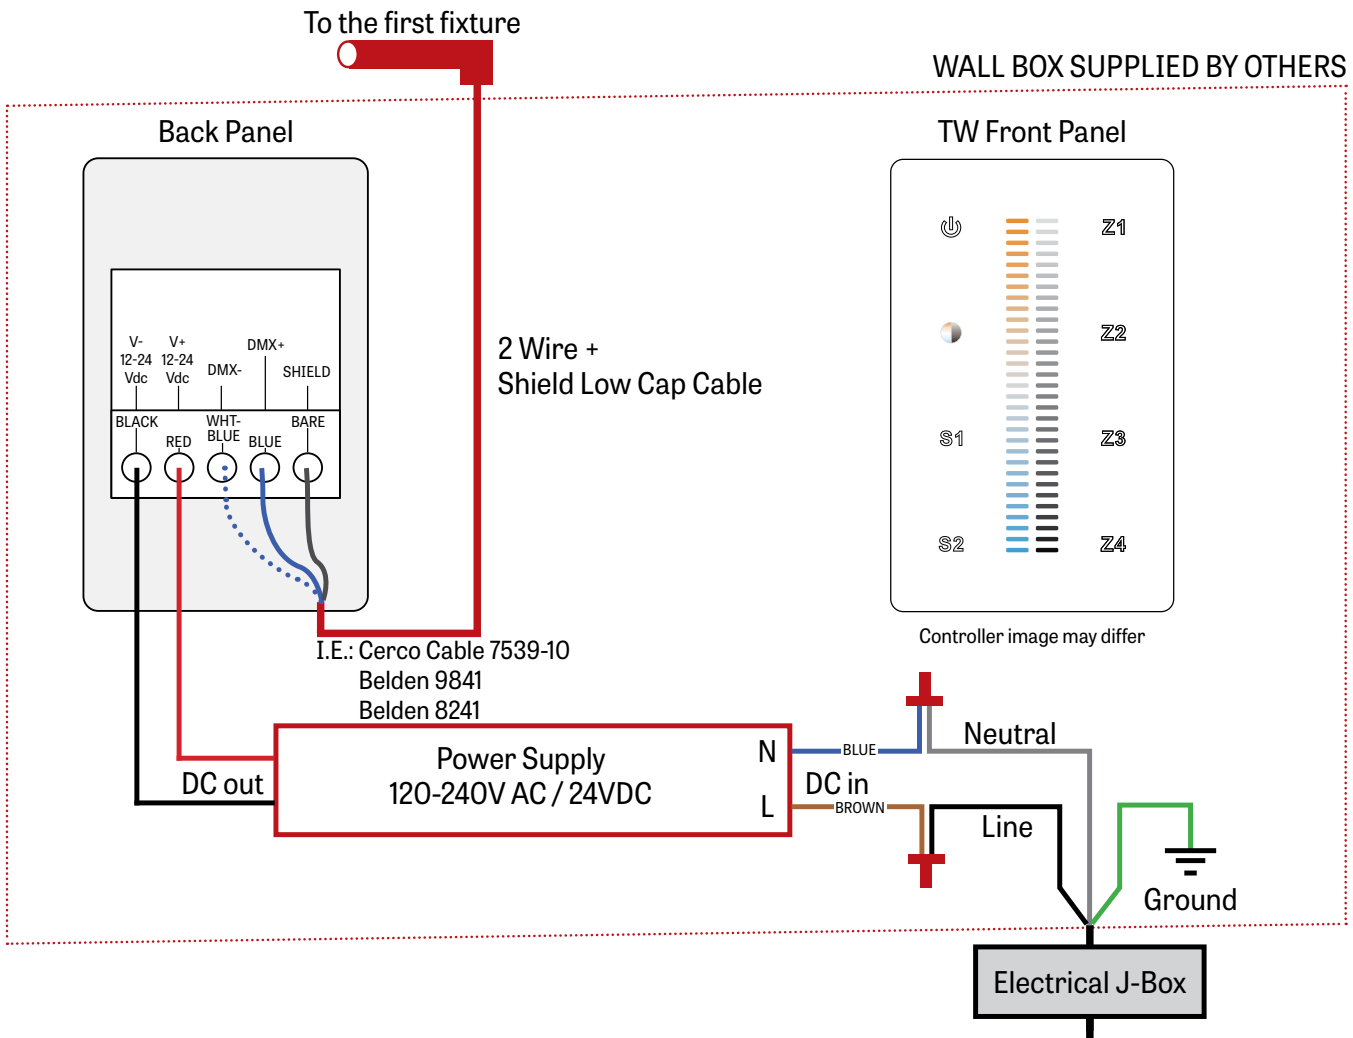 To the first fixture
WALL BOX SUPPLIED BY OTHERS
Back Panel
TW Front Panel
V-
12-24
Vdc
V+
12-24
Vdc
DMX-
DMX+
SHIELD
BLACK
RED
WHT-
BLUE
BLUE
BARE
2 Wire +
Shield Low Cap Cable
Z1
Z2
S1
Z3
S2
Z4
Controller image may differ
I.E.: Cerco Cable 7539-10
Belden 9841
Belden 8241
Power Supply
120-240V AC / 24VDC
N
L
DC out
DC in
BLUE
BROWN
Neutral
Line
Ground
Electrical J-Box